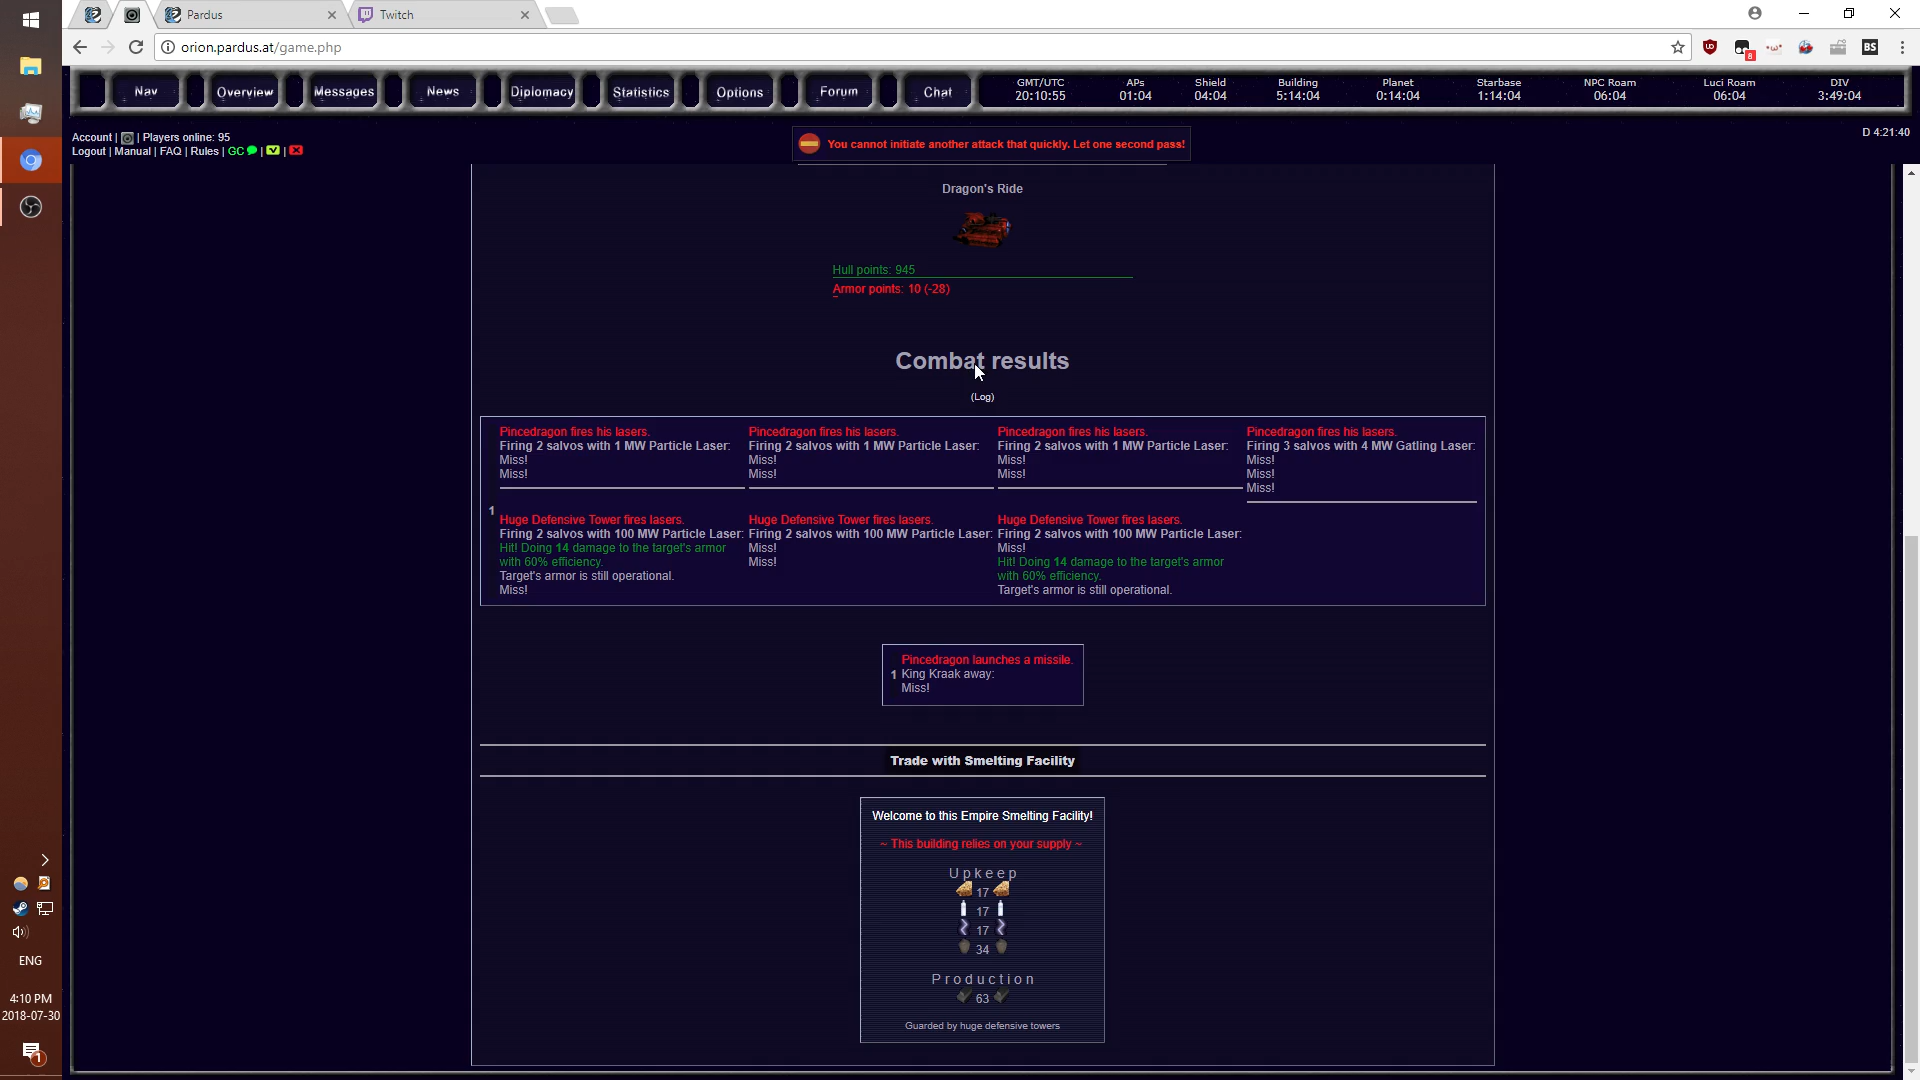 Pardus
Twitch
orion.pardus.at/game.php
UD
8
BS
Nav
Overview
Messages
News
Diplomacy
Statistics
Options
Forum
Chat
GMT/UTC APs Shield Building Planet Starbase NPC Roam Luci Roam DIV
20:10:55 01:04 04:04 5:14:04 0:14:04 1:14:04 06:04 06:04 3:49:04
Account | | Players online: 95
Logout | Manual | FAQ | Rules | GC | |
You cannot initiate another attack that quickly. Let one second pass!
D 4:21:40
Dragon's Ride
Hull points: 945
Armor points: 10 (-28)
Combat results
(Log)
1
Pincedragon fires his lasers.
Firing 2 salvos with 1 MW Particle Laser:
Miss!
Miss!
Pincedragon fires his lasers.
Firing 2 salvos with 1 MW Particle Laser:
Miss!
Miss!
Pincedragon fires his lasers.
Firing 2 salvos with 1 MW Particle Laser:
Miss!
Miss!
Pincedragon fires his lasers.
Firing 3 salvos with 4 MW Gatling Laser:
Miss!
Miss!
Miss!
Huge Defensive Tower fires lasers.
Firing 2 salvos with 100 MW Particle Laser:
Hit! Doing 14 damage to the target's armor
with 60% efficiency.
Target's armor is still operational.
Miss!
Huge Defensive Tower fires lasers.
Firing 2 salvos with 100 MW Particle Laser:
Miss!
Miss!
Huge Defensive Tower fires lasers.
Firing 2 salvos with 100 MW Particle Laser:
Miss!
Hit! Doing 14 damage to the target's armor
with 60% efficiency.
Target's armor is still operational.
Pincedragon launches a missile.
1 King Kraak away:
Miss!
Trade with Smelting Facility
Welcome to this Empire Smelting Facility!
~ This building relies on your supply ~
Upkeep
17
17
17
34
Production
63
Guarded by huge defensive towers
ENG
4:10 PM
2018-07-30
1